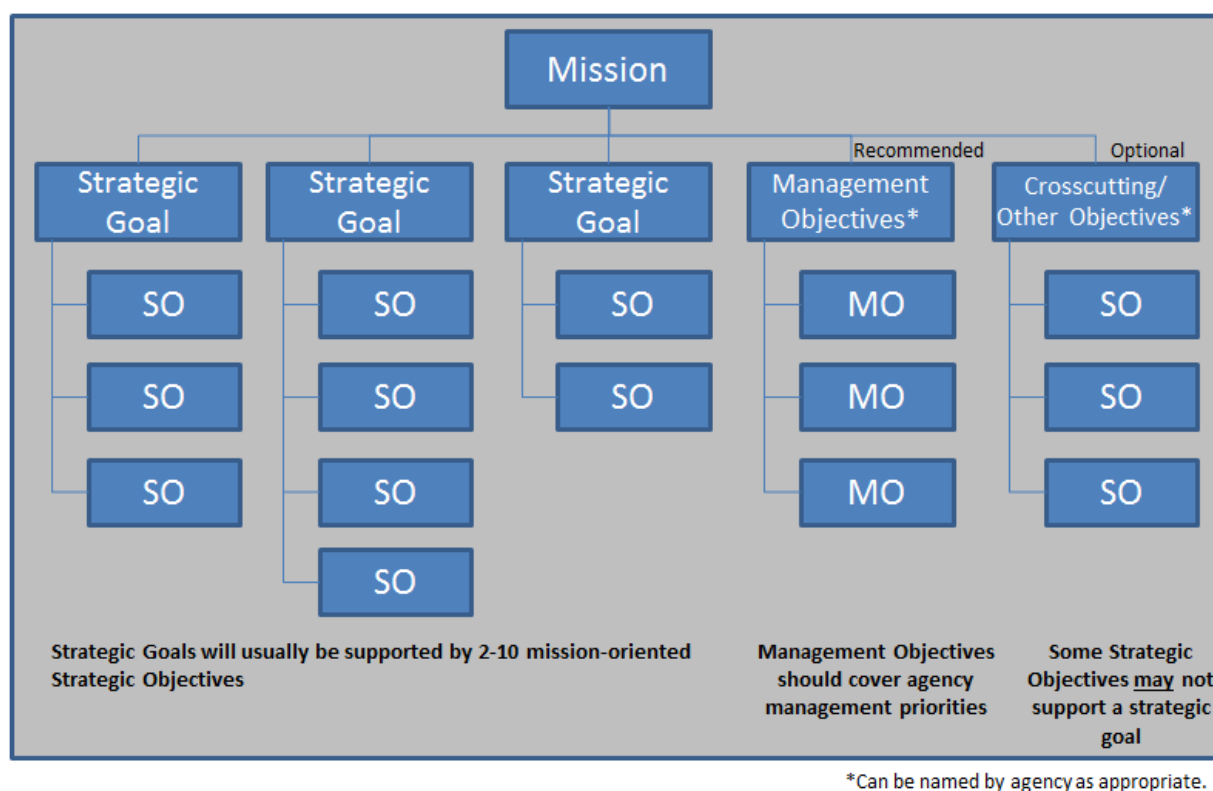 Mission
Recommended
Optional
Strategic
Goal
Strategic
Goal
Strategic
Goal
Management
Objectives*
Crosscutting/
Other Objectives*
SO
SO
SO
MO
SO
SO
SO
SO
MO
SO
SO
SO
MO
SO
SO
Strategic Goals will usually be supported by 2-10 mission-oriented
Strategic Objectives
Management Objectives
should cover agency
management priorities
Some Strategic
Objectives may not
support a strategic
goal
*Can be named by agency as appropriate.